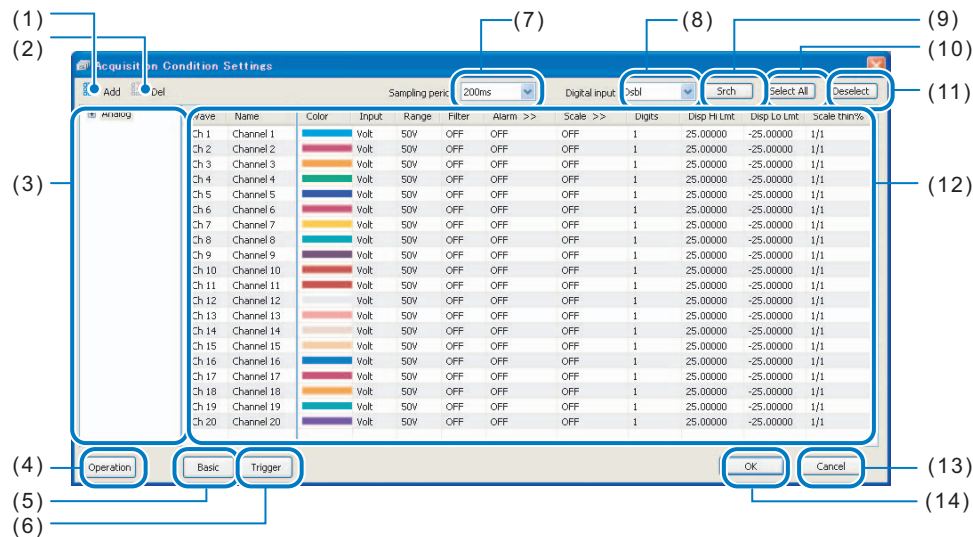 (1) (7) (8) (9)
(2) (10)
Acquisition Condition Settings
Add Del Sampling peric 200ms Digital input Dsbl Srch Select All Deselect (11)
Analog Wave Name Color Input Range Filter Alarm >> Scale >> Digits Disp Hi Lmt Disp Lo Lmt Scale thin%
Ch 1 Channel 1 Volt 50V OFF OFF OFF 1 25.00000 -25.00000 1/1
Ch 2 Channel 2 Volt 50V OFF OFF OFF 1 25.00000 -25.00000 1/1
Ch 3 Channel 3 Volt 50V OFF OFF OFF 1 25.00000 -25.00000 1/1
Ch 4 Channel 4 Volt 50V OFF OFF OFF 1 25.00000 -25.00000 1/1
(3) Ch 5 Channel 5 Volt 50V OFF OFF OFF 1 25.00000 -25.00000 1/1 (12)
Ch 6 Channel 6 Volt 50V OFF OFF OFF 1 25.00000 -25.00000 1/1
Ch 7 Channel 7 Volt 50V OFF OFF OFF 1 25.00000 -25.00000 1/1
Ch 8 Channel 8 Volt 50V OFF OFF OFF 1 25.00000 -25.00000 1/1
Ch 9 Channel 9 Volt 50V OFF OFF OFF 1 25.00000 -25.00000 1/1
Ch 10 Channel 10 Volt 50V OFF OFF OFF 1 25.00000 -25.00000 1/1
Ch 11 Channel 11 Volt 50V OFF OFF OFF 1 25.00000 -25.00000 1/1
Ch 12 Channel 12 Volt 50V OFF OFF OFF 1 25.00000 -25.00000 1/1
Ch 13 Channel 13 Volt 50V OFF OFF OFF 1 25.00000 -25.00000 1/1
Ch 14 Channel 14 Volt 50V OFF OFF OFF 1 25.00000 -25.00000 1/1
Ch 15 Channel 15 Volt 50V OFF OFF OFF 1 25.00000 -25.00000 1/1
Ch 16 Channel 16 Volt 50V OFF OFF OFF 1 25.00000 -25.00000 1/1
Ch 17 Channel 17 Volt 50V OFF OFF OFF 1 25.00000 -25.00000 1/1
Ch 18 Channel 18 Volt 50V OFF OFF OFF 1 25.00000 -25.00000 1/1
Ch 19 Channel 19 Volt 50V OFF OFF OFF 1 25.00000 -25.00000 1/1
Ch 20 Channel 20 Volt 50V OFF OFF OFF 1 25.00000 -25.00000 1/1
(4) Operation Basic Trigger OK Cancel (13)
(5) (14)
(6)